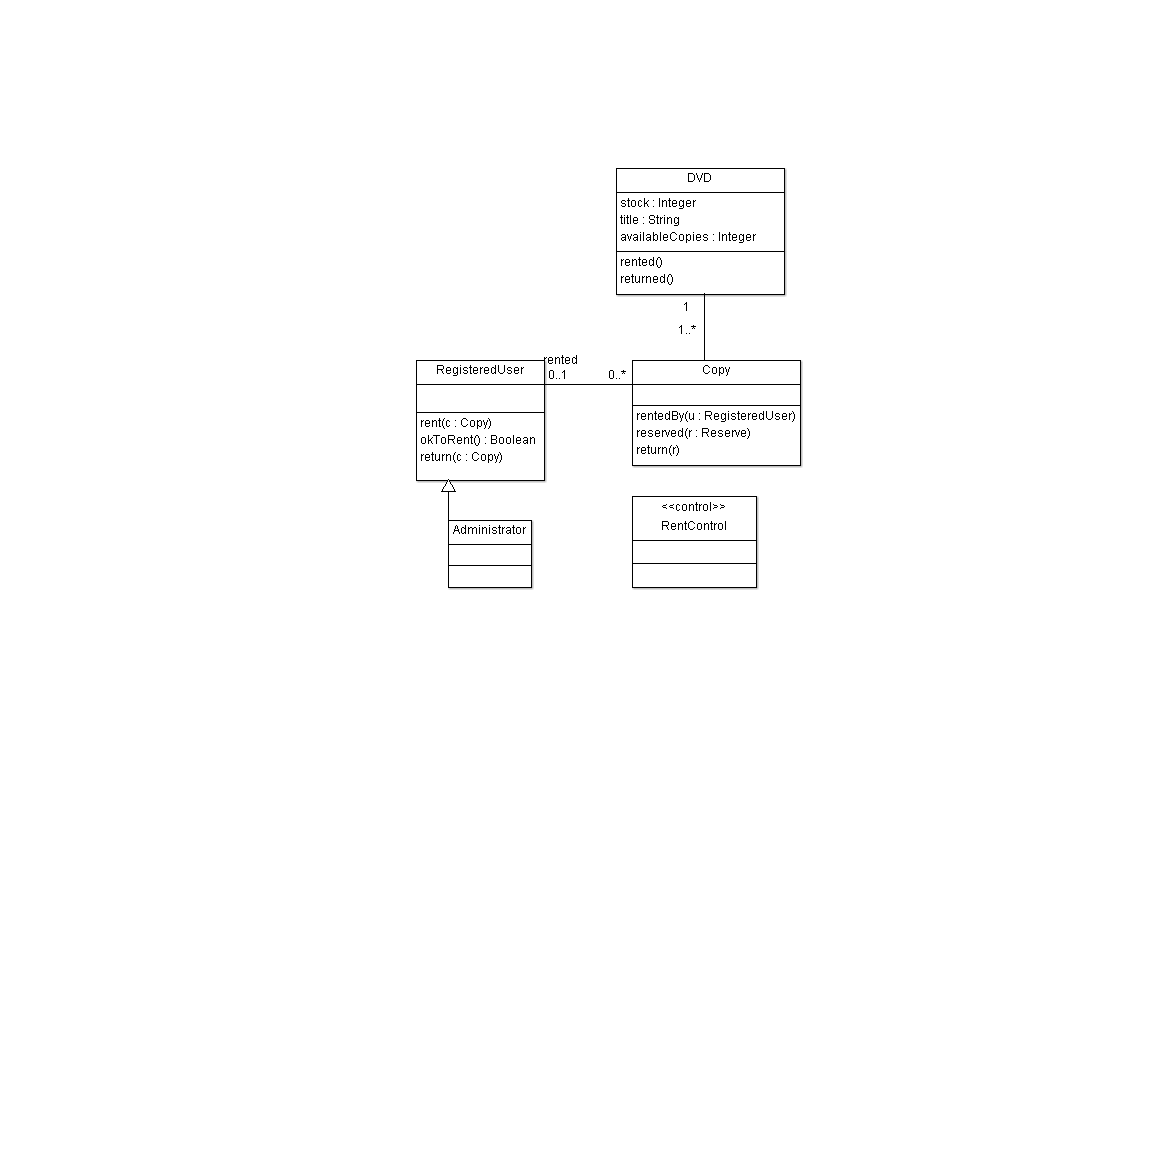 DVD
stock : Integer
title : String
availableCopies : Integer
rented()
returned()
1
1..*
rented
0..1
0..*
RegisteredUser
rent(c : Copy)
okToRent() : Boolean
return(c : Copy)
Copy
rentedBy(u : RegisteredUser)
reserved(r : Reserve)
return(r)
Administrator
<<control>>
RentControl